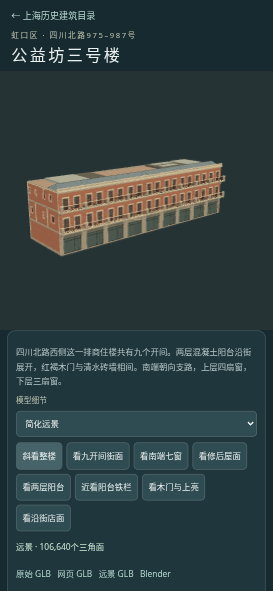 ← 上海历史建筑目录
虹口区 · 四川北路975–987号
公益坊三号楼
四川北路西侧这一排商住楼共有九个开间。两层混凝土阳台沿街
展开，红褐木门与清水砖墙相间。南端朝向支路，上层四扇窗，
下层三扇窗。
模型细节
简化远景
斜看整楼 看九开间街面 看南端七窗 看修后屋面
看两层阳台 近看阳台铁栏 看木门与上亮
看沿街店面
远景 · 106,640个三角面
原始 GLB 网页 GLB 远景 GLB Blender